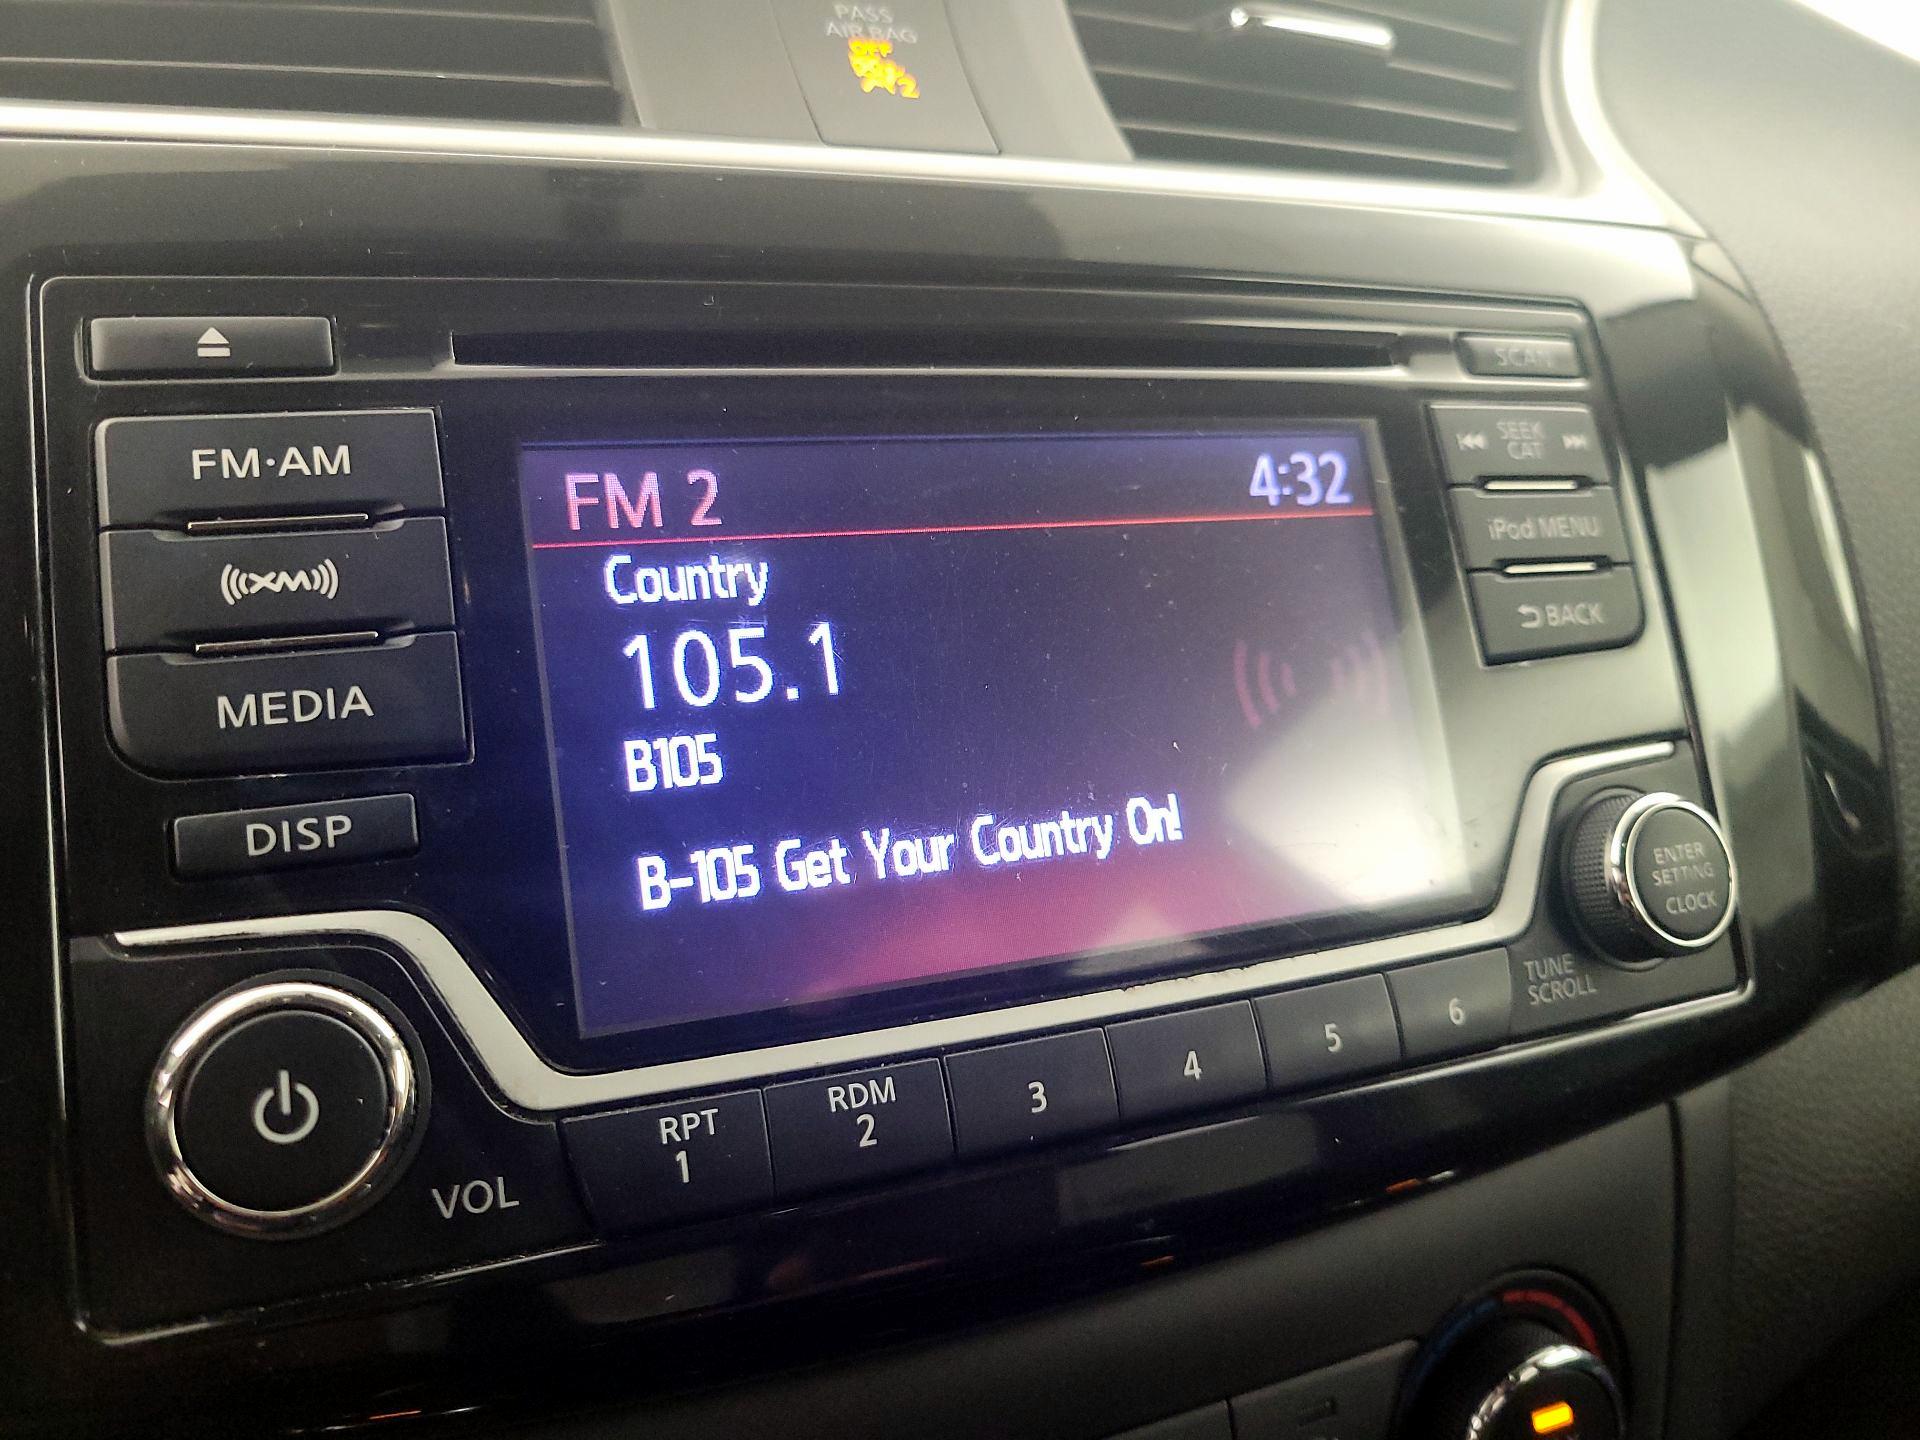 PASS
AIR BAG
OFF
SCAN
FM·AM
SEEK
CAT
FM 2
4:32
iPod MENU
Country
XM
105.1
BACK
MEDIA
B105
DISP
B-105 Get Your Country On!
ENTER
SETTING
CLOCK
TUNE
SCROLL
VOL
RPT
1
RDM
2
3
4
5
6